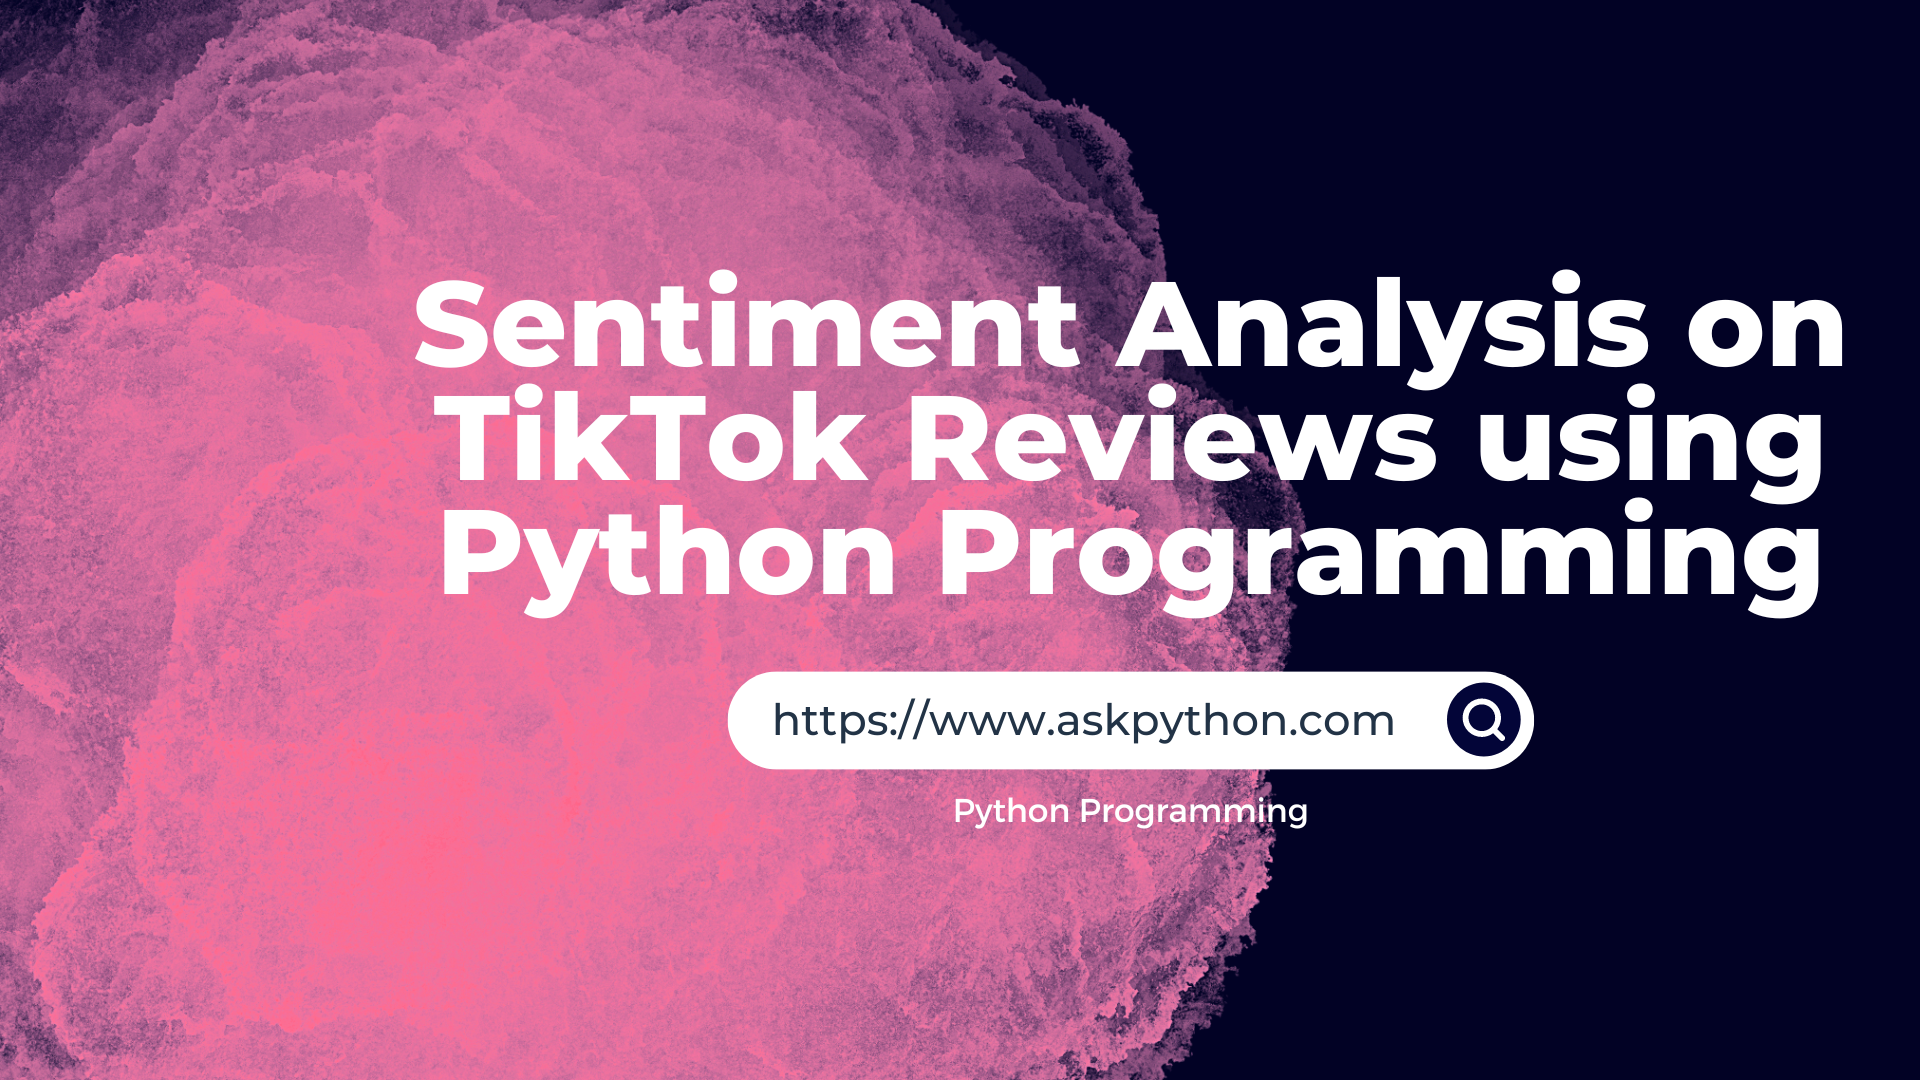 Sentiment Analysis on
TikTok Reviews using
Python Programming
https://www.askpython.com
Python Programming